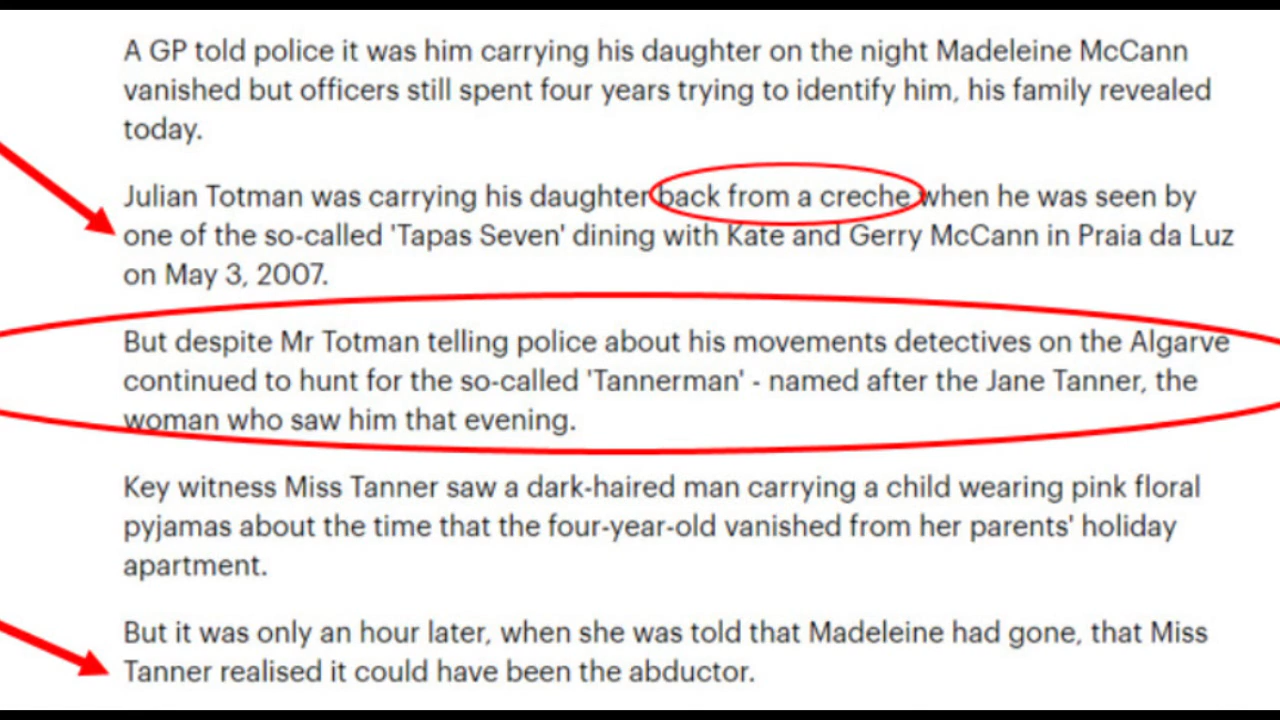 A GP told police it was him carrying his daughter on the night Madeleine McCann
vanished but officers still spent four years trying to identify him, his family revealed
today.
Julian Totman was carrying his daughter back from a creche when he was seen by
one of the so-called 'Tapas Seven' dining with Kate and Gerry McCann in Praia da Luz
on May 3, 2007.
But despite Mr Totman telling police about his movements detectives on the Algarve
continued to hunt for the so-called 'Tannerman' - named after the Jane Tanner, the
woman who saw him that evening.
Key witness Miss Tanner saw a dark-haired man carrying a child wearing pink floral
pyjamas about the time that the four-year-old vanished from her parents' holiday
apartment.
But it was only an hour later, when she was told that Madeleine had gone, that Miss
Tanner realised it could have been the abductor.